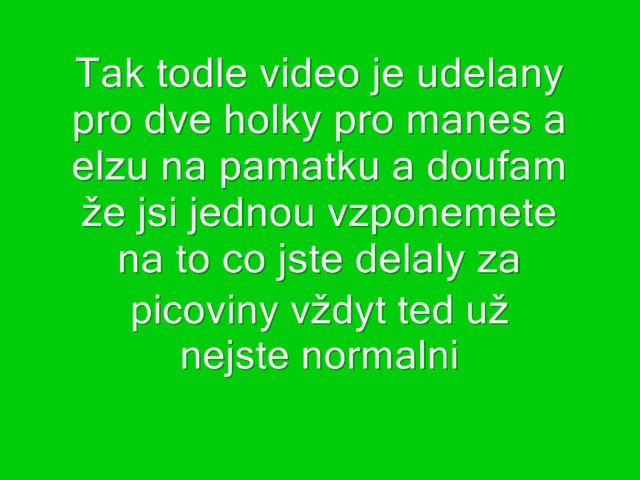 Tak todle video je udelany
pro dve holky pro manes a
elzu na pamatku a doufam
že jsi jednou vzponemete
na to co jste delaly za
picoviny vždyt ted už
nejste normalni